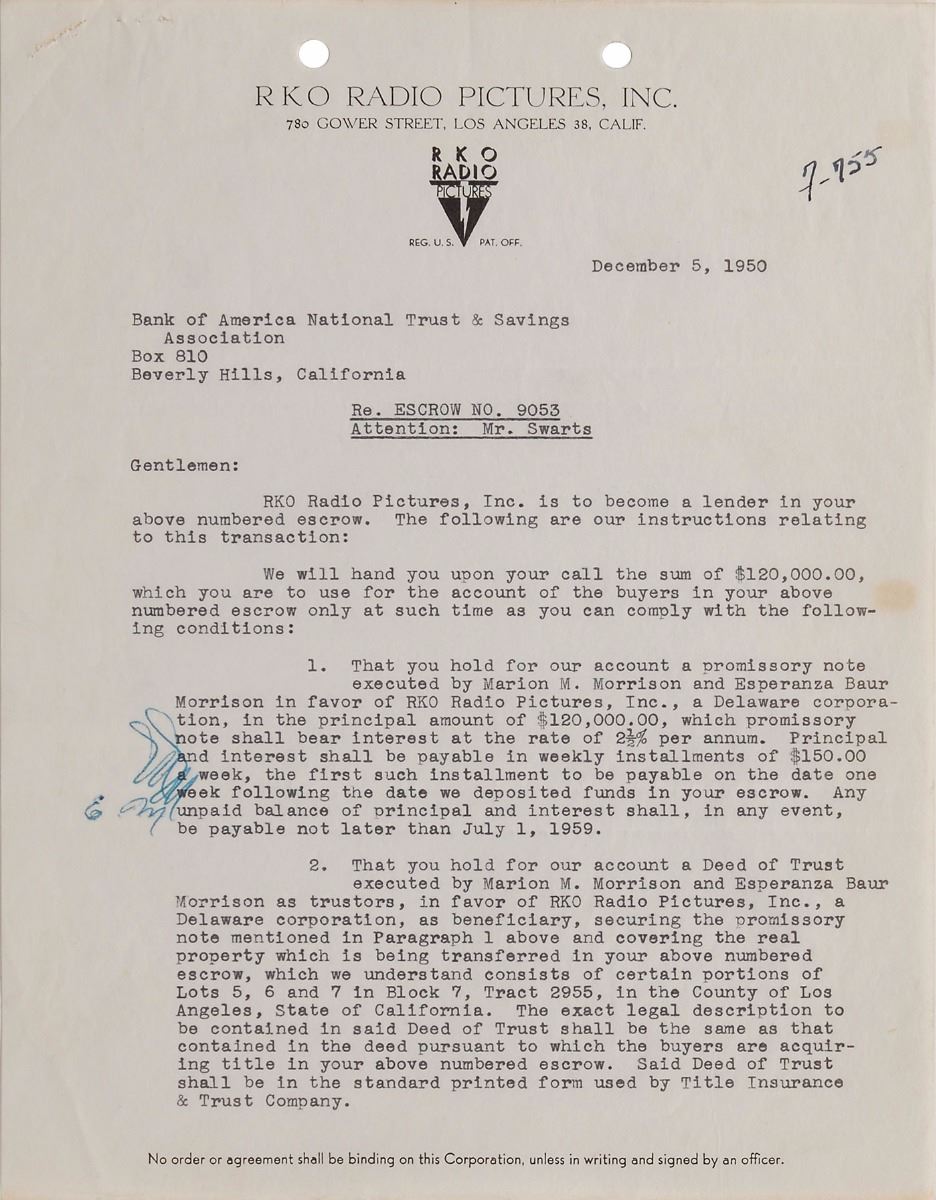 RKO RADIO PICTURES, INC.
780 GOWER STREET, LOS ANGELES 38, CALIF.
R K O
RADIO
PICTURES
REG. U. S. PAT. OFF.
7-755
December 5, 1950
Bank of America National Trust & Savings
Association
Box 810
Beverly Hills, California
Re. ESCROW NO. 9053
Attention: Mr. Swarts
Gentlemen:
RKO Radio Pictures, Inc. is to become a lender in your
above numbered escrow. The following are our instructions relating
to this transaction:
We will hand you upon your call the sum of $120,000.00,
which you are to use for the account of the buyers in your above
numbered escrow only at such time as you can comply with the follow-
ing conditions:
1. That you hold for our account a promissory note
executed by Marion M. Morrison and Esperanza Baur
Morrison in favor of RKO Radio Pictures, Inc., a Delaware corpora-
tion, in the principal amount of $120,000.00, which promissory
note shall bear interest at the rate of 2½% per annum. Principal
and interest shall be payable in weekly installments of $150.00
a week, the first such installment to be payable on the date one
week following the date we deposited funds in your escrow. Any
unpaid balance of principal and interest shall, in any event,
be payable not later than July 1, 1959.
2. That you hold for our account a Deed of Trust
executed by Marion M. Morrison and Esperanza Baur
Morrison as trustors, in favor of RKO Radio Pictures, Inc., a
Delaware corporation, as beneficiary, securing the promissory
note mentioned in Paragraph 1 above and covering the real
property which is being transferred in your above numbered
escrow, which we understand consists of certain portions of
Lots 5, 6 and 7 in Block 7, Tract 2955, in the County of Los
Angeles, State of California. The exact legal description to
be contained in said Deed of Trust shall be the same as that
contained in the deed pursuant to which the buyers are acquir-
ing title in your above numbered escrow. Said Deed of Trust
shall be in the standard printed form used by Title Insurance
& Trust Company.
No order or agreement shall be binding on this Corporation, unless in writing and signed by an officer.